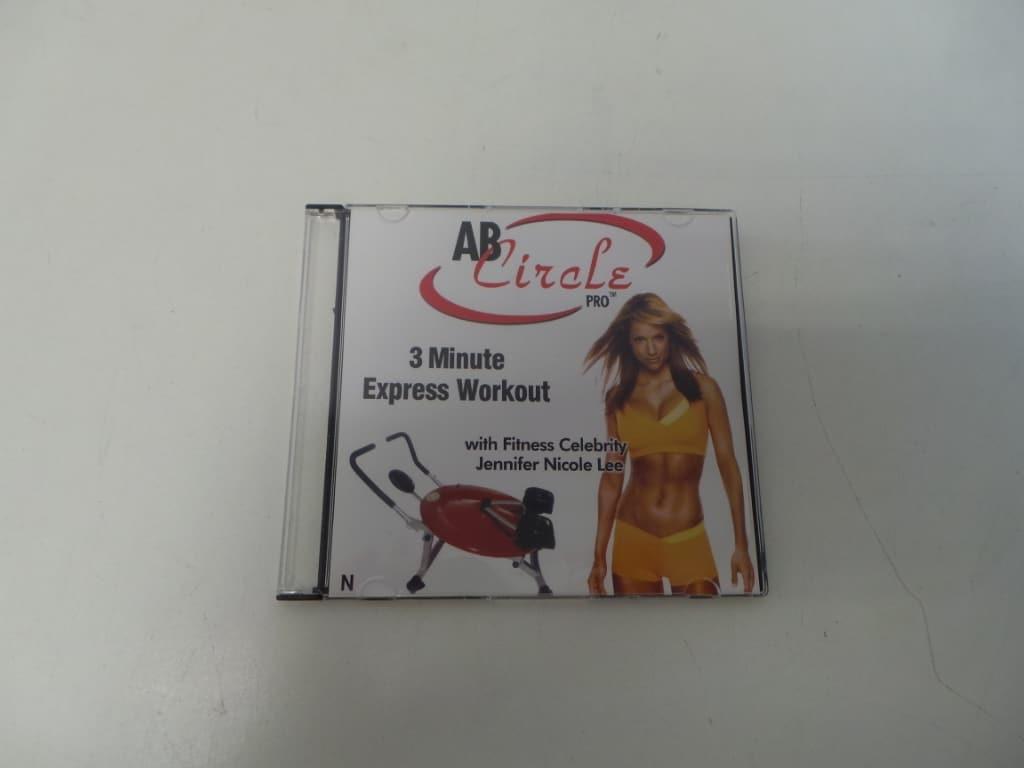 AB
Circle
PRO™
3 Minute
Express Workout
with Fitness Celebrity
Jennifer Nicole Lee
N